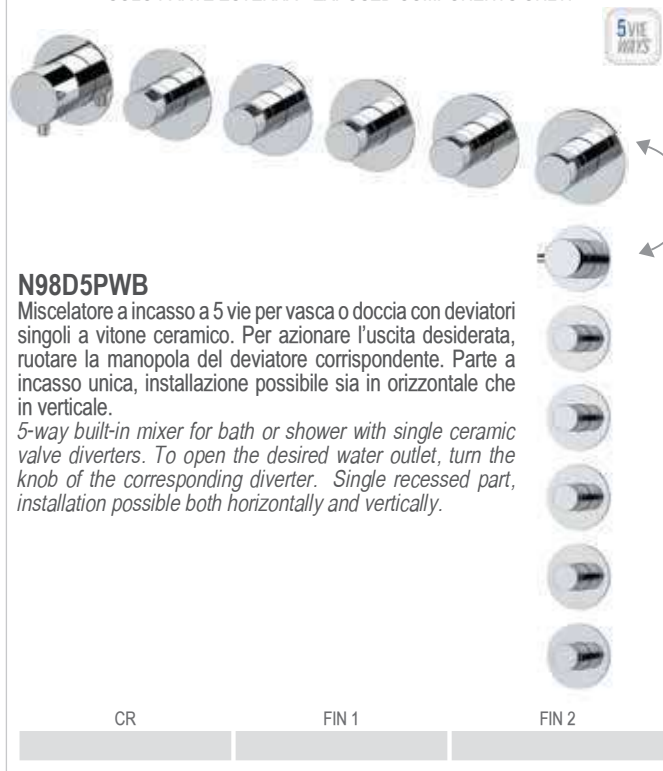 5 VIE
WAYS
N98D5PWB
Miscelatore a incasso a 5 vie per vasca o doccia con deviatori
singoli a vitone ceramico. Per azionare l'uscita desiderata,
ruotare la manopola del deviatore corrispondente. Parte a
incasso unica, installazione possibile sia in orizzontale che
in verticale.
5-way built-in mixer for bath or shower with single ceramic
valve diverters. To open the desired water outlet, turn the
knob of the corresponding diverter. Single recessed part,
installation possible both horizontally and vertically.
CR FIN 1 FIN 2